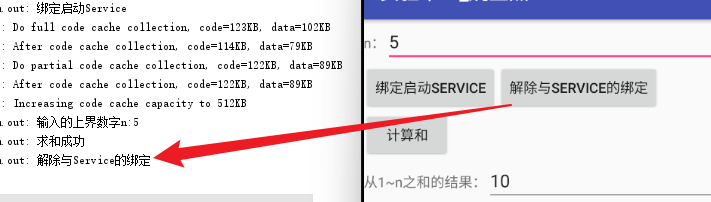 .out: 绑定启动Service
: Do full code cache collection, code=123KB, data=102KB
: After code cache collection, code=114KB, data=79KB
: Do partial code cache collection, code=122KB, data=89KB
: After code cache collection, code=122KB, data=89KB
: Increasing code cache capacity to 512KB
.out: 输入的上界数字n:5
.out: 求和成功
.out: 解除与Service的绑定
n： 5
绑定启动SERVICE 解除与SERVICE的绑定
计算和
从1~n之和的结果： 10